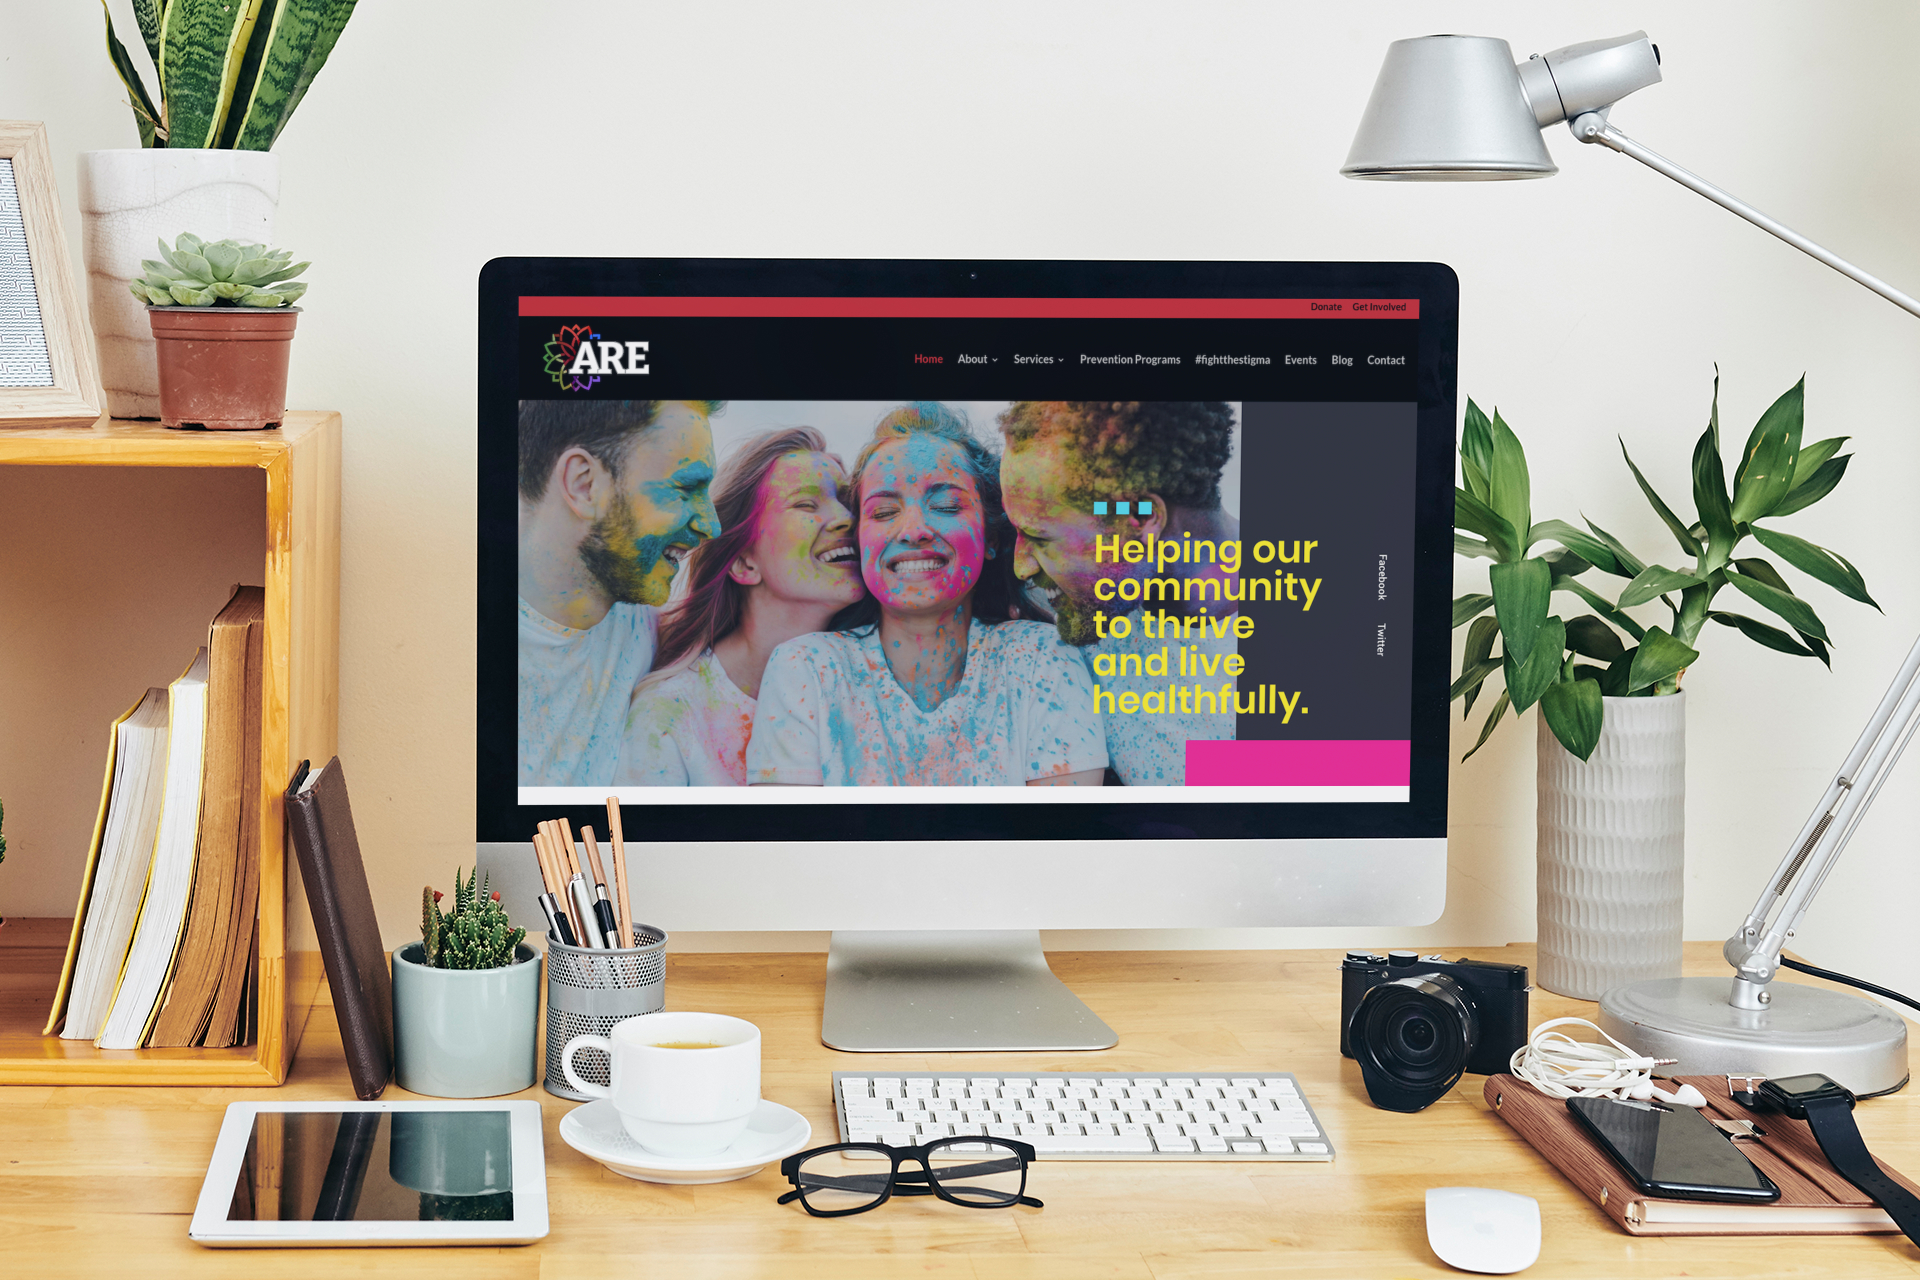 Donate Get Involved
ARE
Home About Services Prevention Programs #fightthestigma Events Blog Contact
Helping our
community
to thrive
and live
healthfully.
Facebook
Twitter